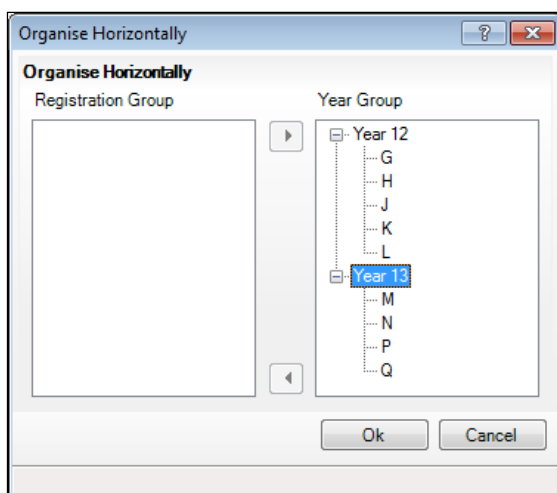 Organise Horizontally
Organise Horizontally
Registration Group
Year Group
Year 12
G
H
J
K
L
Year 13
M
N
P
Q
Ok
Cancel